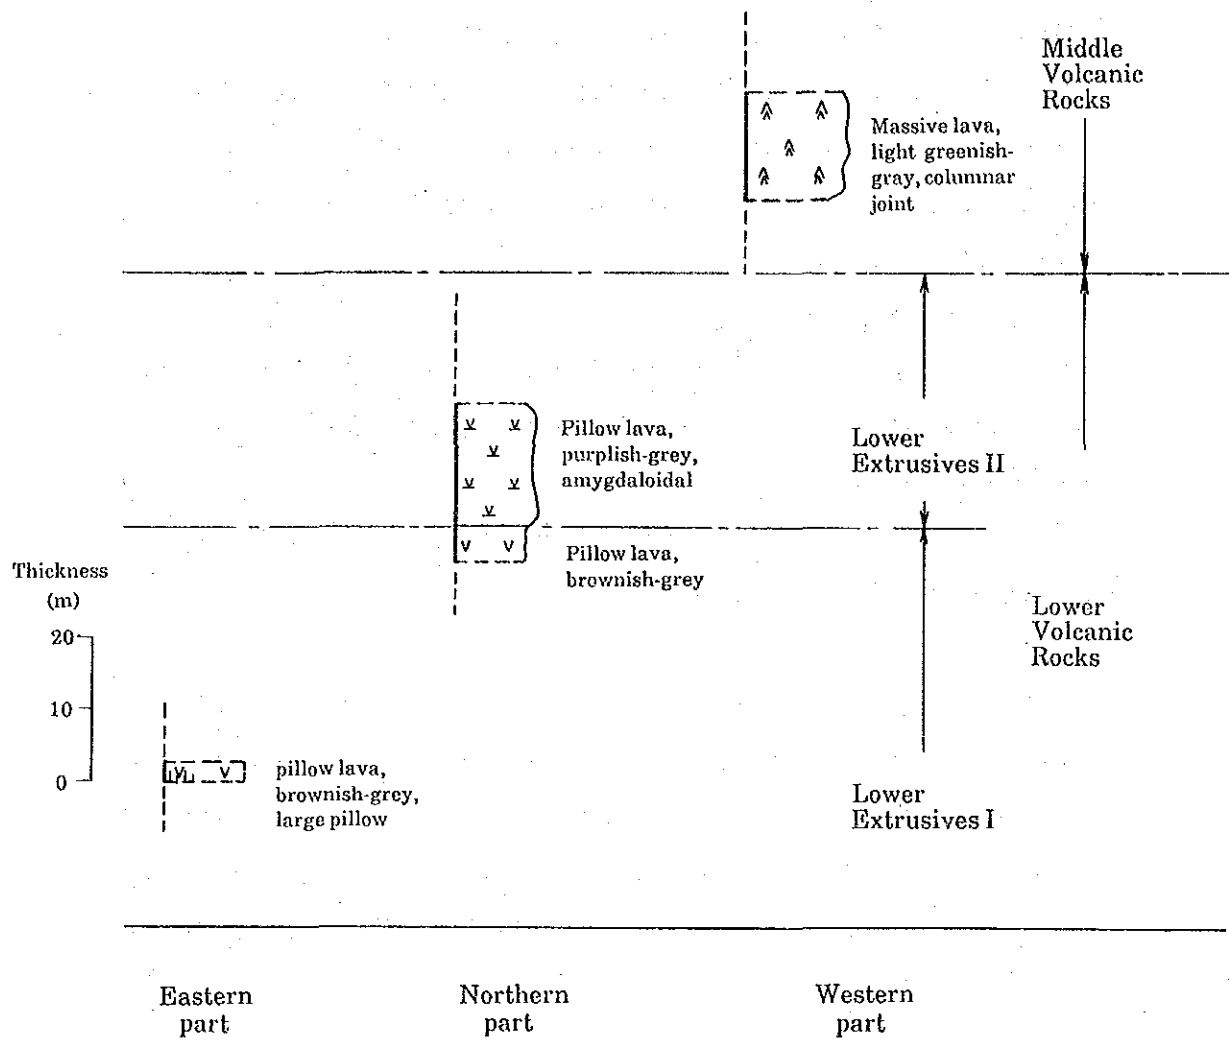 Middle
Volcanic
Rocks
Massive lava,
light greenish-
gray, columnar
joint
Pillow lava,
purplish-grey,
amygdaloidal
Lower
Extrusives II
Pillow lava,
brownish-grey
Thickness
(m)
20
10
0
Lower
Volcanic
Rocks
pillow lava,
brownish-grey,
large pillow
Lower
Extrusives I
Eastern
part
Northern
part
Western
part